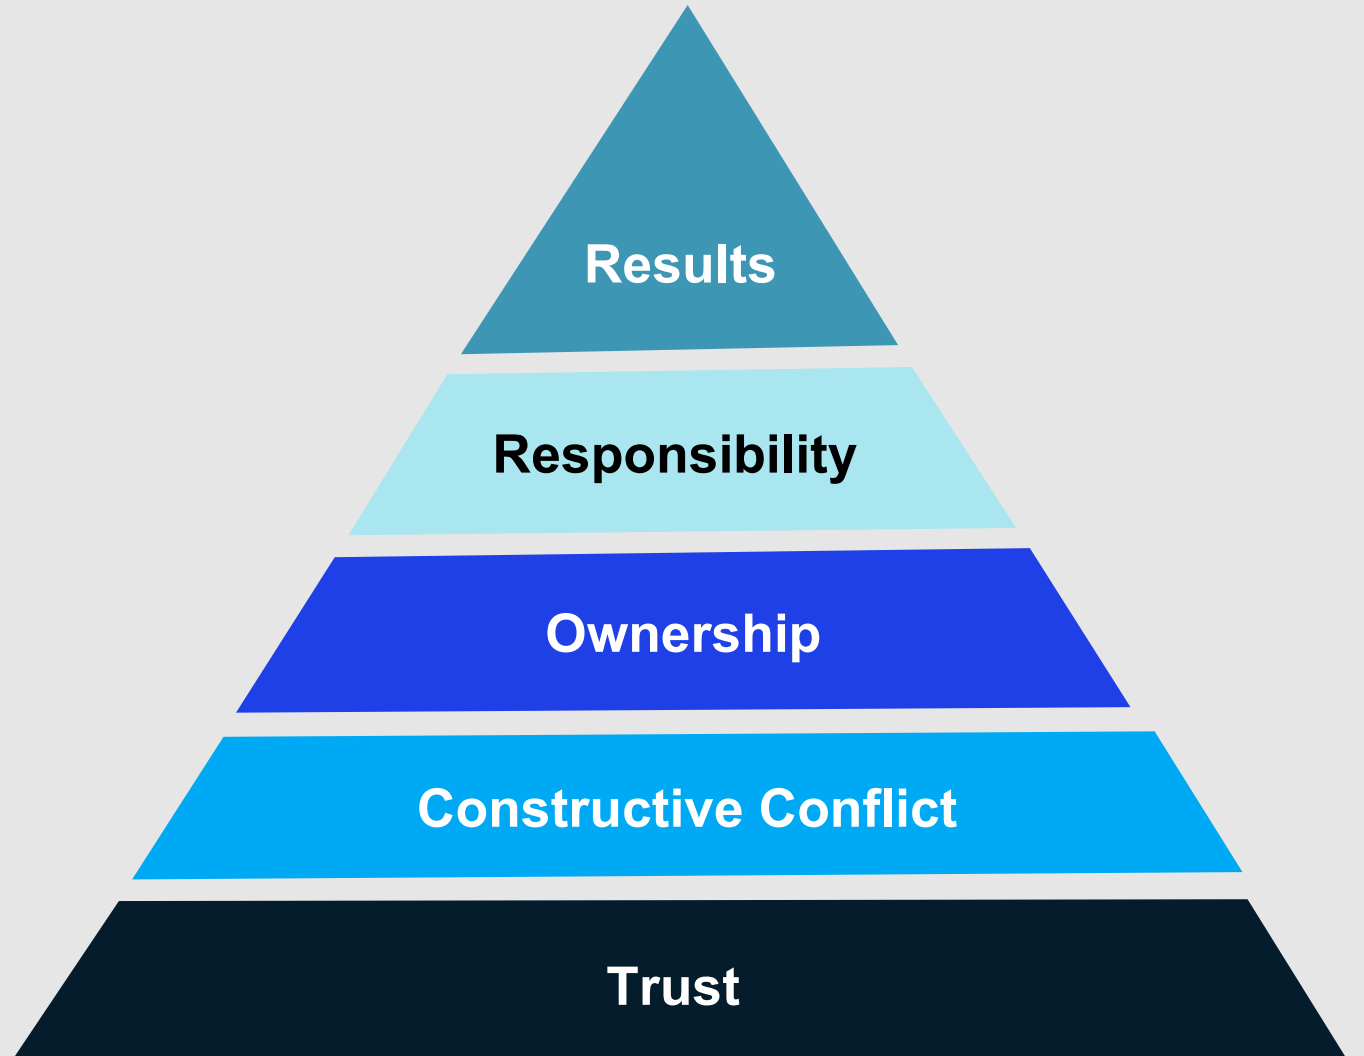 Results
Responsibility
Ownership
Constructive Conflict
Trust